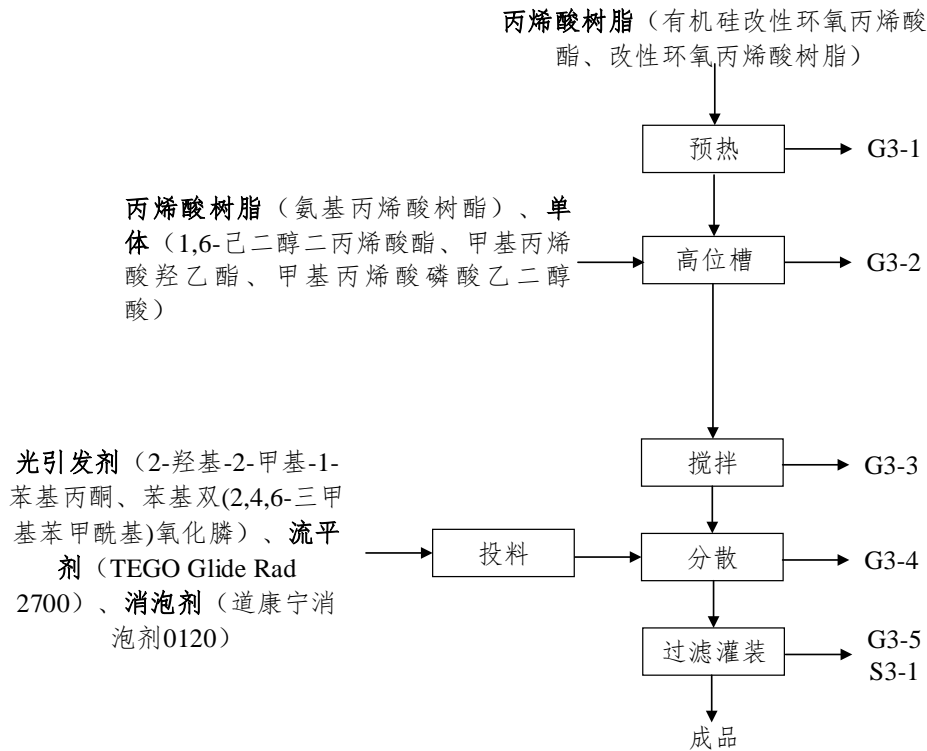 丙烯酸树脂（有机硅改性环氧丙烯酸
酯、改性环氧丙烯酸树脂）
预热
G3-1
丙烯酸树脂（氨基丙烯酸树酯）、单
体（1,6-己二醇二丙烯酸酯、甲基丙烯
酸羟乙酯、甲基丙烯酸磷酸乙二醇
酸）
高位槽
G3-2
搅拌
G3-3
光引发剂（2-羟基-2-甲基-1-
苯基丙酮、苯基双(2,4,6-三甲
基苯甲酰基)氧化膦）、流平
剂（TEGO Glide Rad
2700）、消泡剂（道康宁消
泡剂0120）
投料
分散
G3-4
过滤灌装
G3-5
S3-1
成品